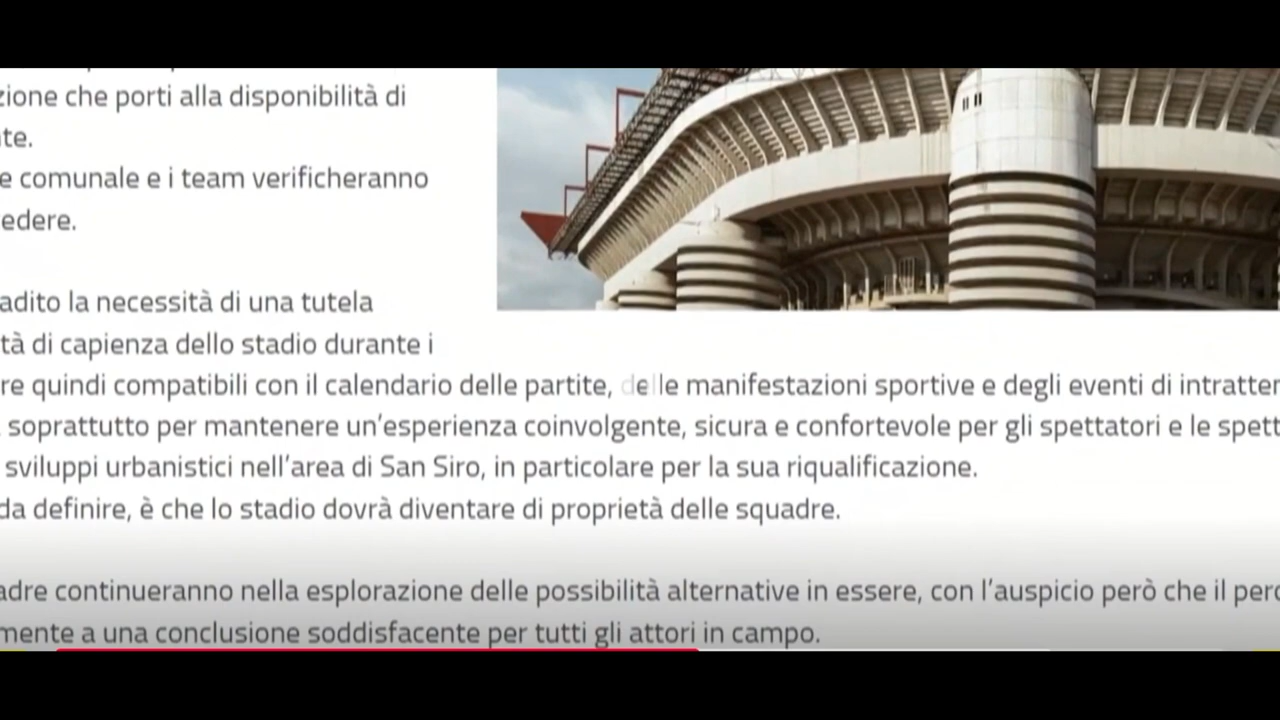 zione che porti alla disponibilità di
te.
e comunale e i team verificheranno
edere.
adito la necessità di una tutela
tà di capienza dello stadio durante i
re quindi compatibili con il calendario delle partite, delle manifestazioni sportive e degli eventi di intratter
soprattutto per mantenere un'esperienza coinvolgente, sicura e confortevole per gli spettatori e le spett
sviluppi urbanistici nell'area di San Siro, in particolare per la sua riqualificazione.
da definire, è che lo stadio dovrà diventare di proprietà delle squadre.
adre continueranno nella esplorazione delle possibilità alternative in essere, con l'auspicio però che il perc
mente a una conclusione soddisfacente per tutti gli attori in campo.